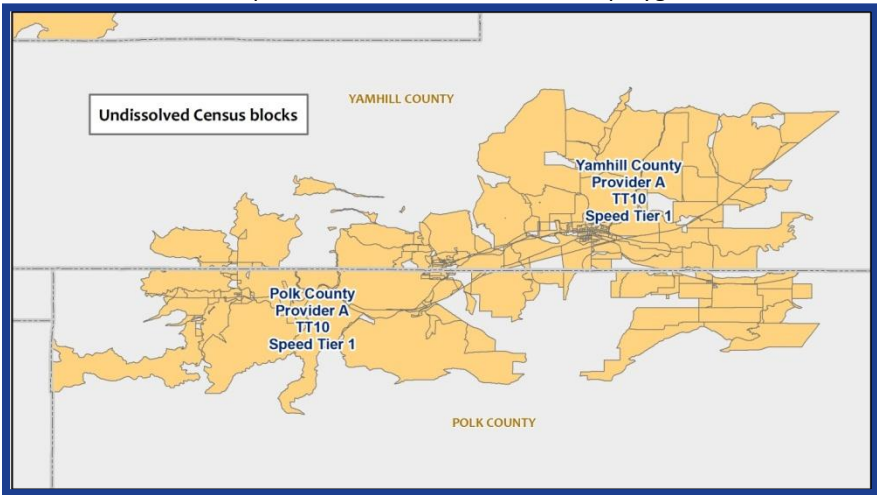 YAMHILL COUNTY
Undissolved Census blocks
Yamhill County
Provider A
TT10
Speed Tier 1
Polk County
Provider A
TT10
Speed Tier 1
POLK COUNTY